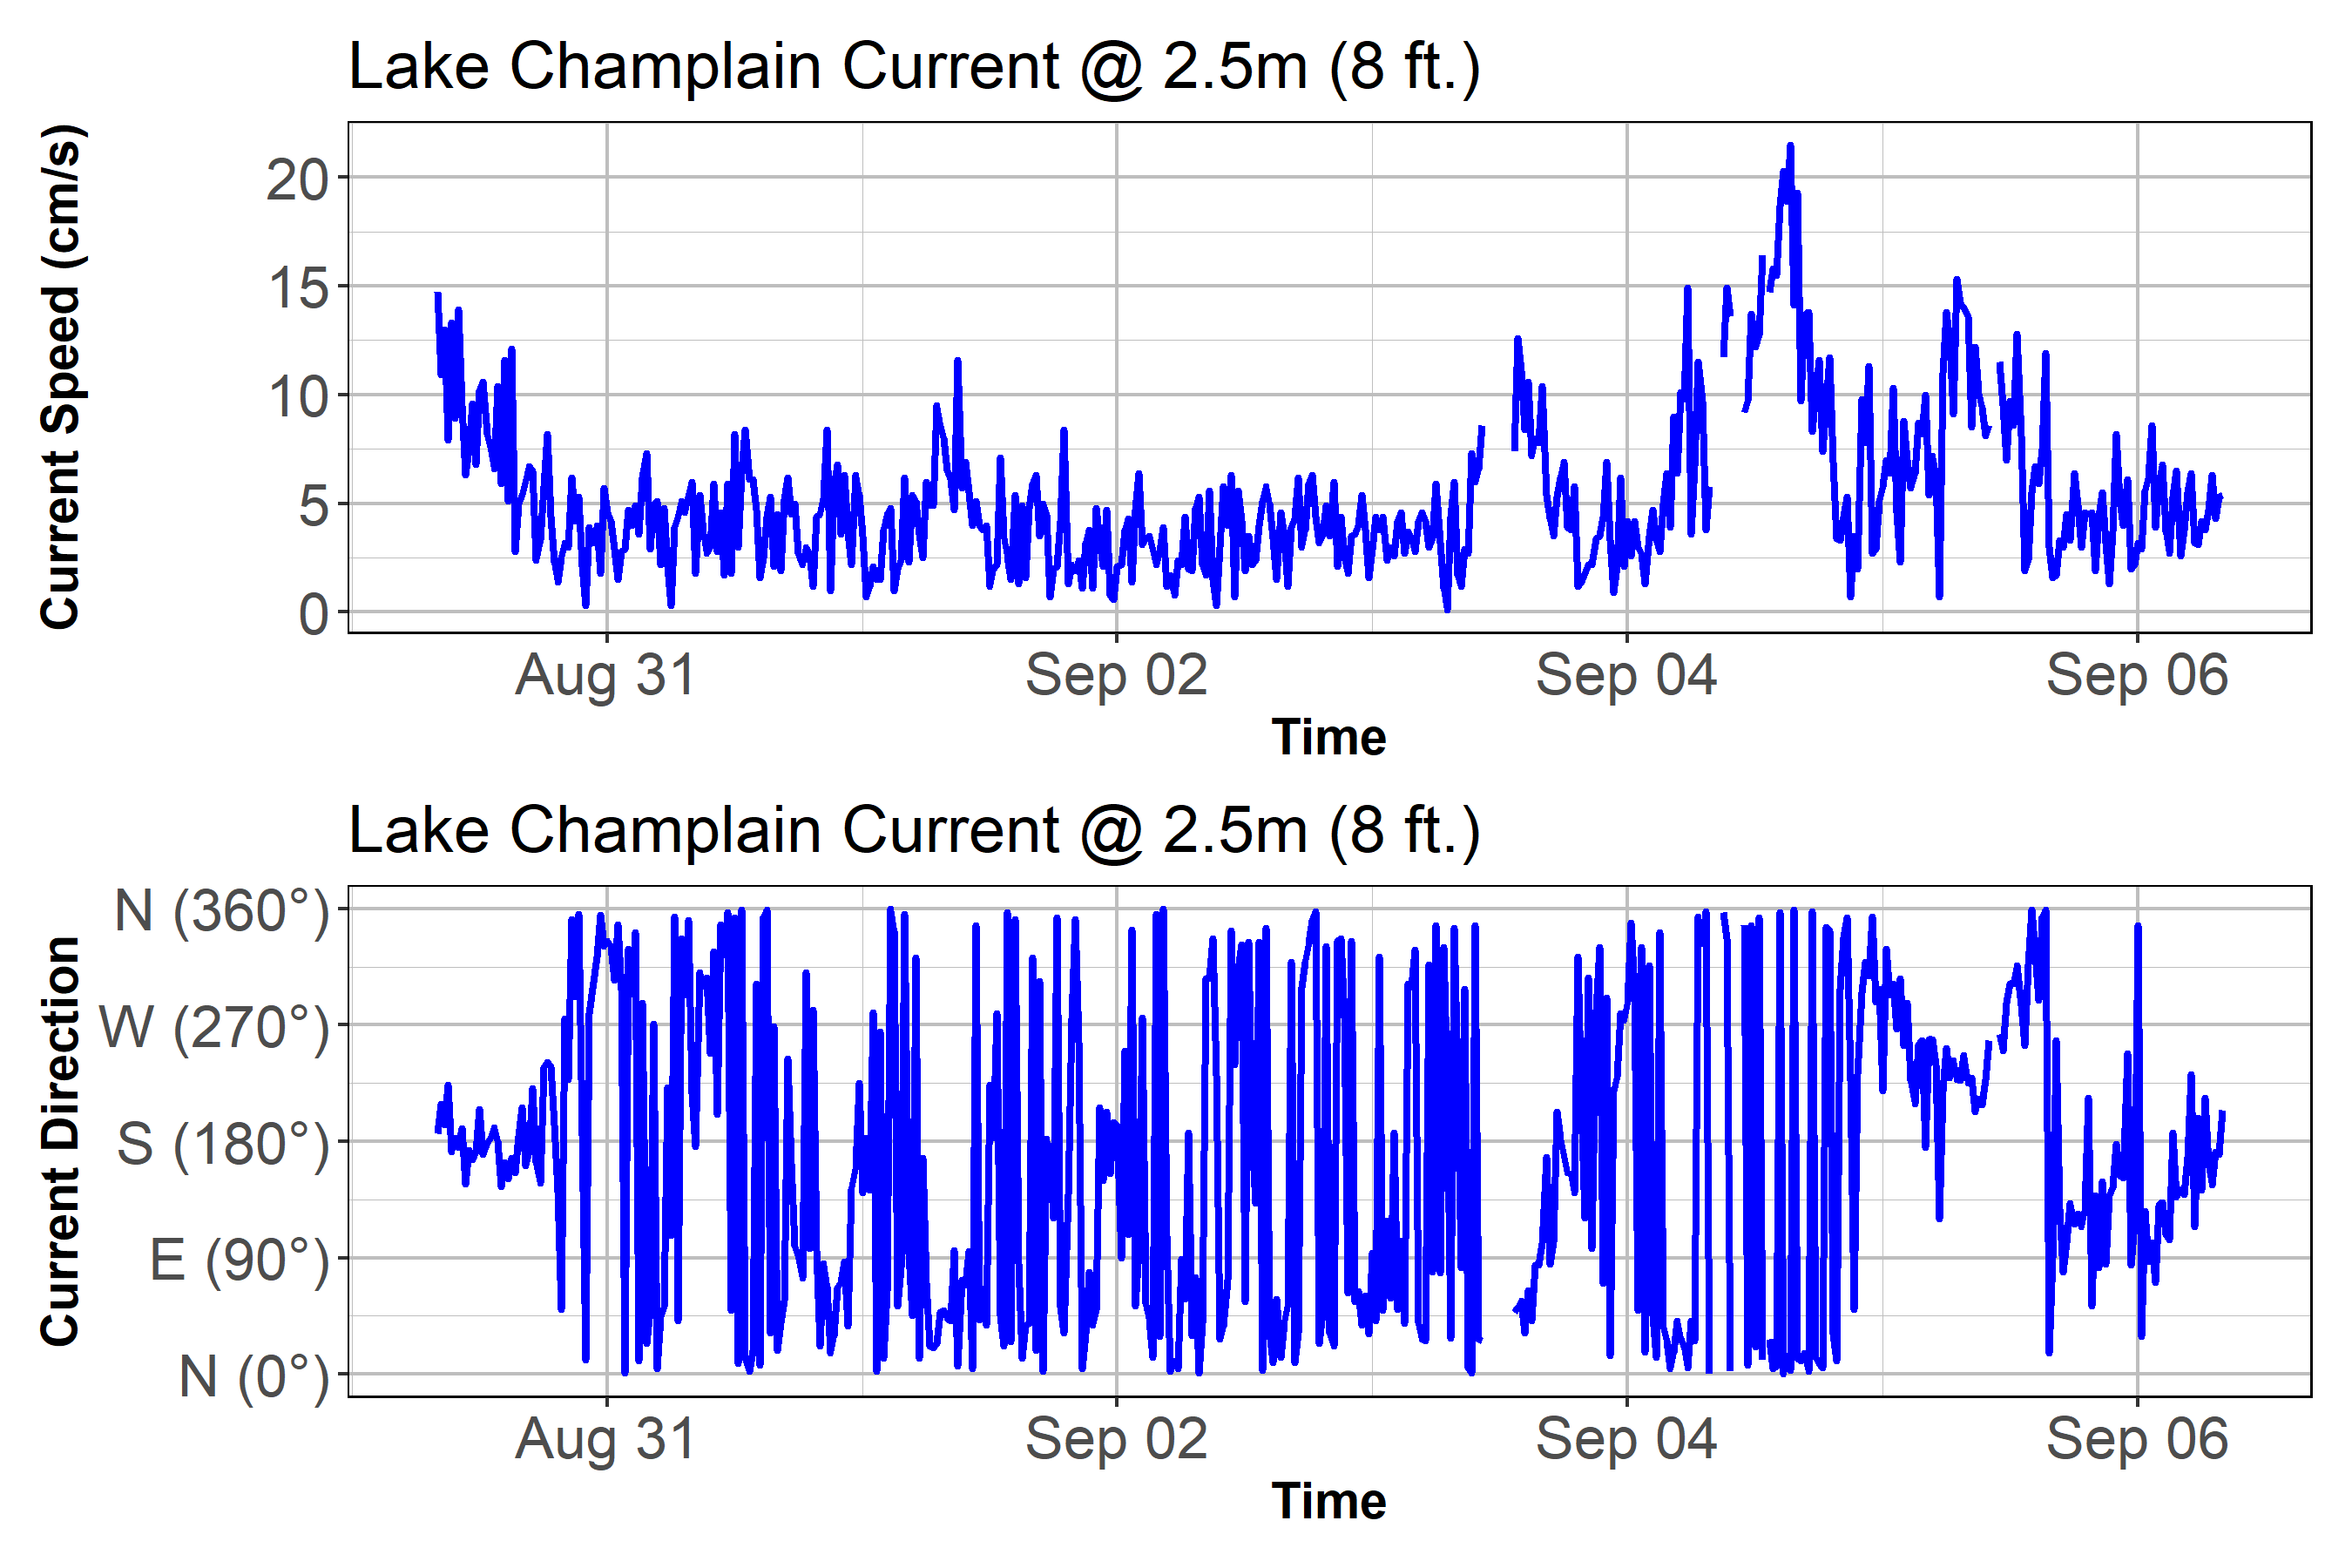 Lake Champlain Current @ 2.5m (8 ft.)
Current Speed (cm/s)
20
15
10
5
0
Aug 31 Sep 02 Sep 04 Sep 06
Time
Lake Champlain Current @ 2.5m (8 ft.)
Current Direction
N (360°)
W (270°)
S (180°)
E (90°)
N (0°)
Aug 31 Sep 02 Sep 04 Sep 06
Time